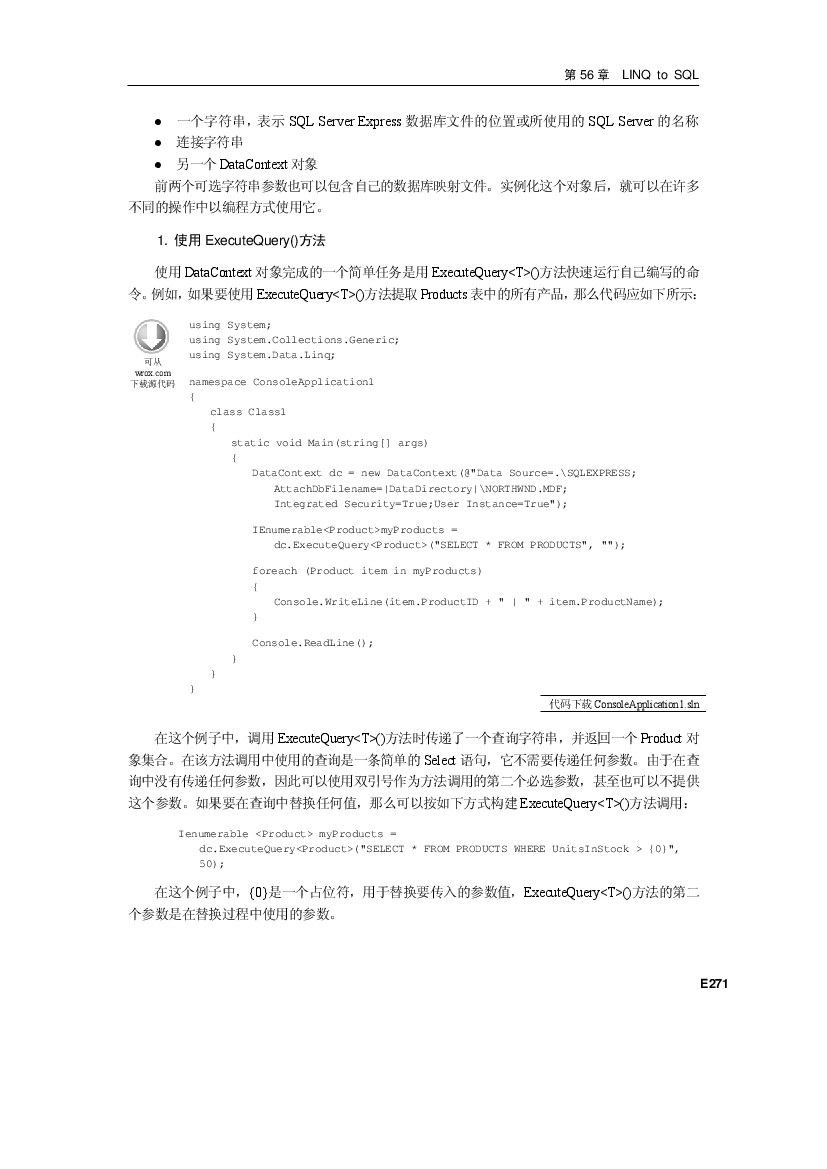 第 56 章 LINQ to SQL
● 一个字符串，表示 SQL Server Express 数据库文件的位置或所使用的 SQL Server 的名称
● 连接字符串
● 另一个 DataContext 对象
前两个可选字符串参数也可以包含自己的数据库映射文件。实例化这个对象后，就可以在许多
不同的操作中以编程方式使用它。
1. 使用 ExecuteQuery()方法
使用 DataContext 对象完成的一个简单任务是用 ExecuteQuery<T>()方法快速运行自己编写的命
令。例如，如果要使用 ExecuteQuery<T>()方法提取 Products 表中的所有产品，那么代码应如下所示：
可从
wrox.com
下载源代码
using System;
using System.Collections.Generic;
using System.Data.Linq;
namespace ConsoleApplication1
{
class Class1
{
static void Main(string[] args)
{
DataContext dc = new DataContext(@"Data Source=.\SQLEXPRESS;
AttachDbFilename=|DataDirectory|\NORTHWND.MDF;
Integrated Security=True;User Instance=True");
IEnumerable<Product>myProducts =
dc.ExecuteQuery<Product>("SELECT * FROM PRODUCTS", "");
foreach (Product item in myProducts)
{
Console.WriteLine(item.ProductID + " | " + item.ProductName);
}
Console.ReadLine();
}
}
}
代码下载 ConsoleApplication1.sln
在这个例子中，调用 ExecuteQuery<T>()方法时传递了一个查询字符串，并返回一个 Product 对
象集合。在该方法调用中使用的查询是一条简单的 Select 语句，它不需要传递任何参数。由于在查
询中没有传递任何参数，因此可以使用双引号作为方法调用的第二个必选参数，甚至也可以不提供
这个参数。如果要在查询中替换任何值，那么可以按如下方式构建 ExecuteQuery<T>()方法调用：
Ienumerable <Product> myProducts =
dc.ExecuteQuery<Product>("SELECT * FROM PRODUCTS WHERE UnitsInStock > {0}",
50);
在这个例子中，{0}是一个占位符，用于替换要传入的参数值，ExecuteQuery<T>()方法的第二
个参数是在替换过程中使用的参数。
E271